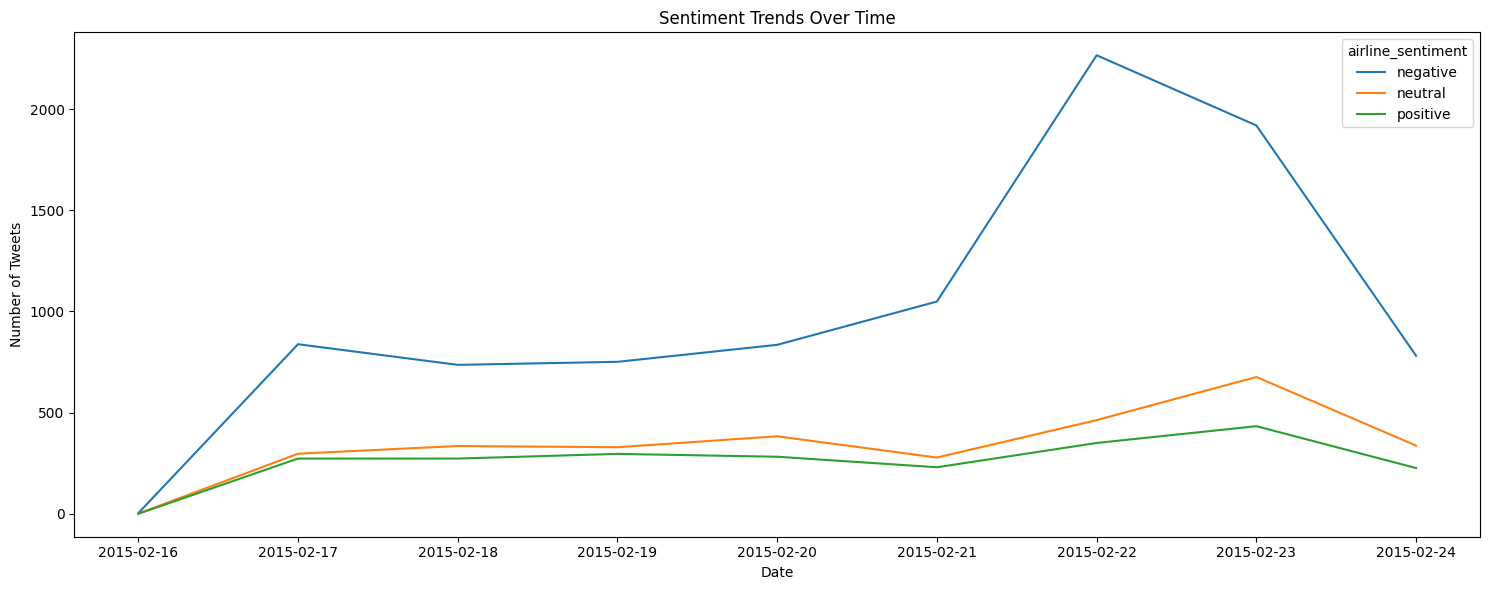 Sentiment Trends Over Time
airline_sentiment
negative
neutral
positive
Number of Tweets
2000
1500
1000
500
0
2015-02-16 2015-02-17 2015-02-18 2015-02-19 2015-02-20 2015-02-21 2015-02-22 2015-02-23 2015-02-24
Date